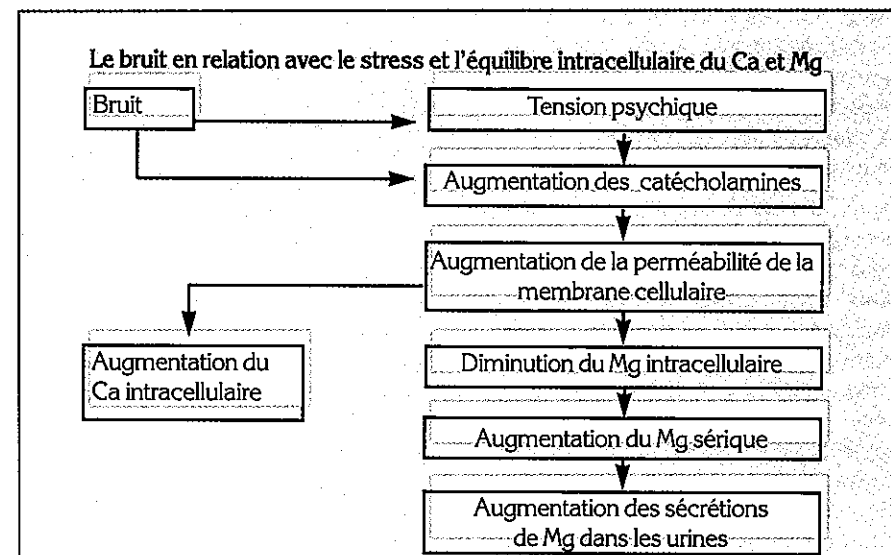 Le bruit en relation avec le stress et l'équilibre intracellulaire du Ca et Mg
Bruit
Tension psychique
Augmentation des catécholamines
Augmentation de la perméabilité de la
membrane cellulaire
Augmentation du
Ca intracellulaire
Diminution du Mg intracellulaire
Augmentation du Mg sérique
Augmentation des sécrétions
de Mg dans les urines